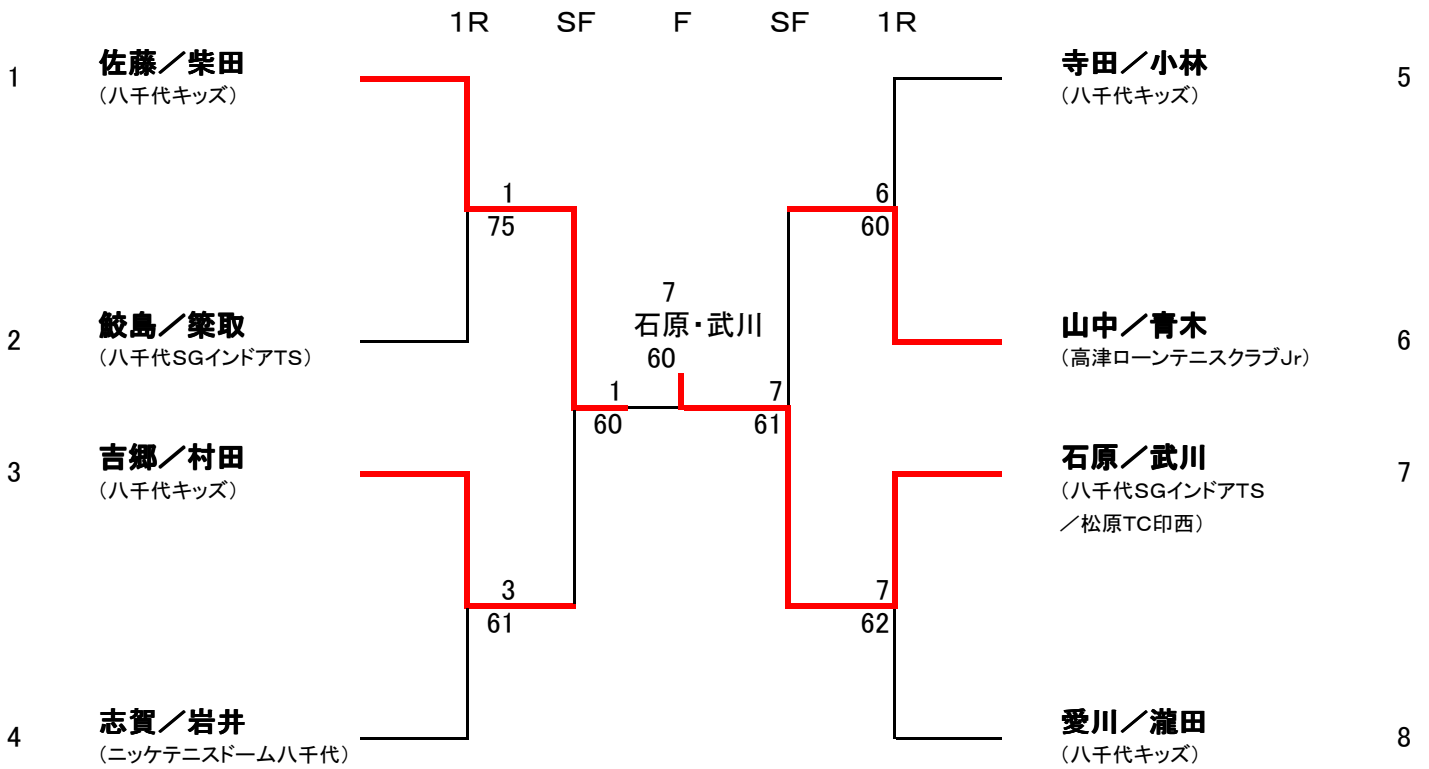 1R SF F SF 1R
1 佐藤／柴田 寺田／小林 5
（八千代キッズ） （八千代キッズ）
1 6
75 60
7
2 鮫島／簗取 石原・武川 山中／青木 6
（八千代SGインドアTS） 60 （高津ローンテニスクラブJr）
1 7
60 61
3 吉郷／村田 石原／武川 7
（八千代キッズ） （八千代SGインドアTS
／松原TC印西）
3 7
61 62
4 志賀／岩井 愛川／瀧田 8
（ニッケテニスドーム八千代） （八千代キッズ）